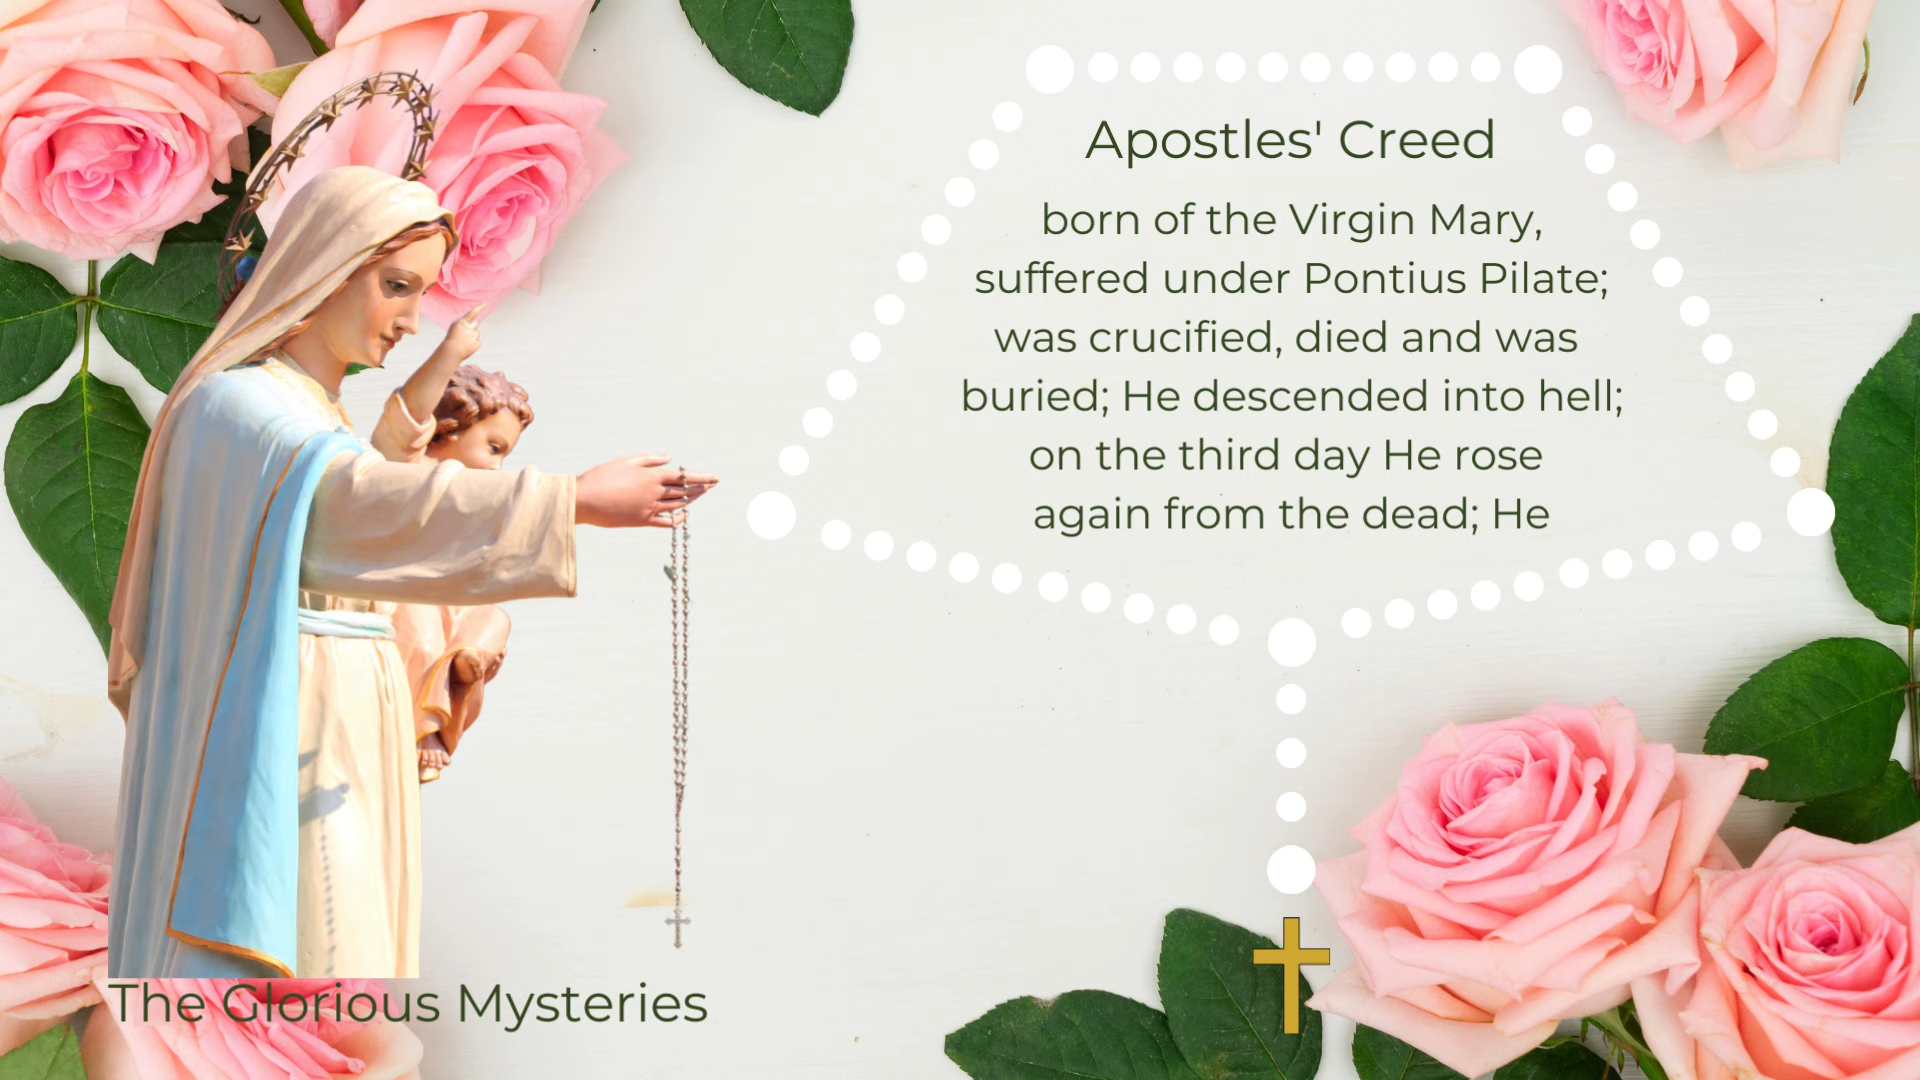 Apostles' Creed
born of the Virgin Mary,
suffered under Pontius Pilate;
was crucified, died and was
buried; He descended into hell;
on the third day He rose
again from the dead; He
The Glorious Mysteries